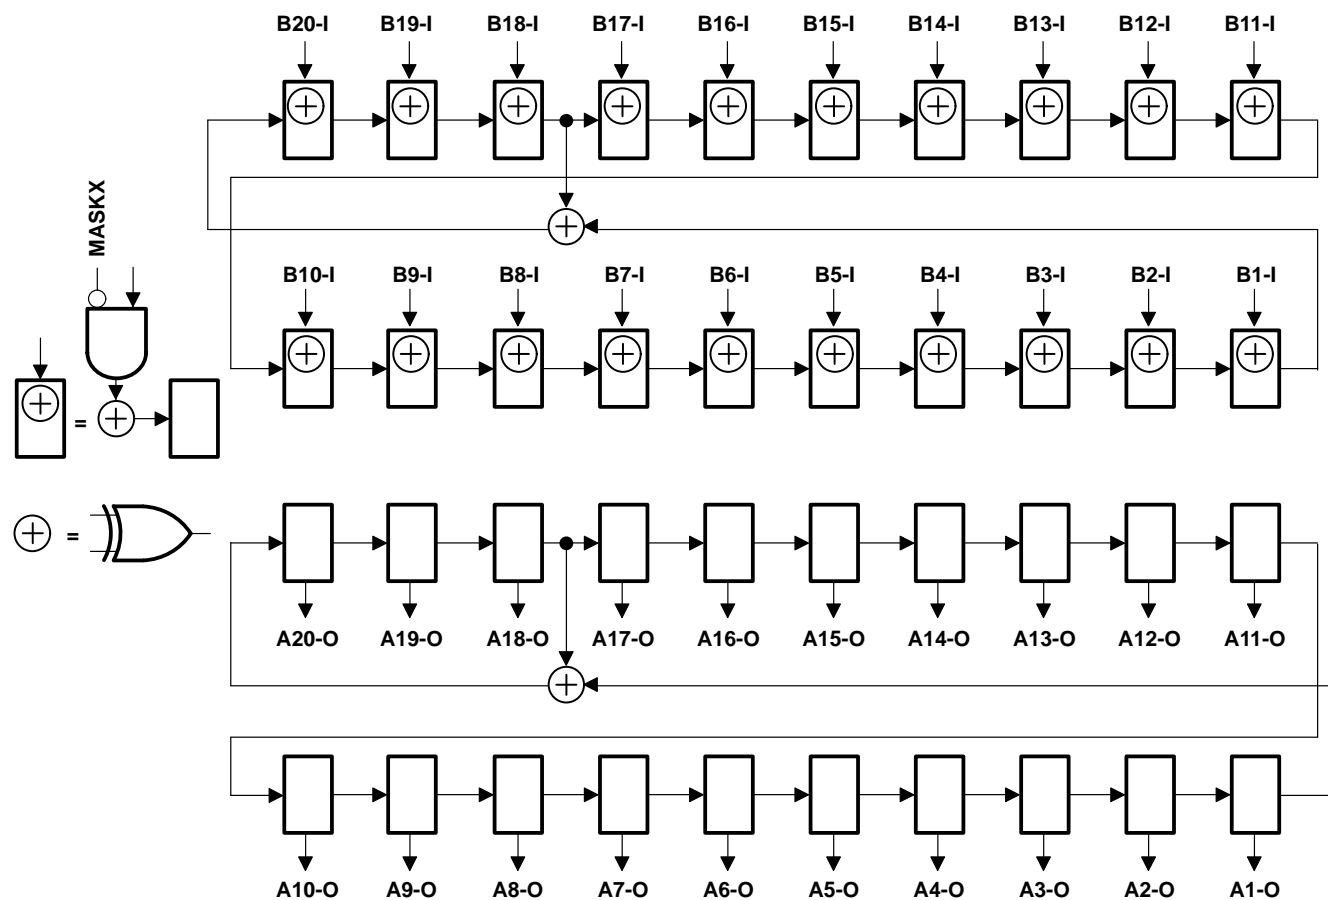 B20-I B19-I B18-I B17-I B16-I B15-I B14-I B13-I B12-I B11-I
MASKX
B10-I B9-I B8-I B7-I B6-I B5-I B4-I B3-I B2-I B1-I
=
=
A20-O A19-O A18-O A17-O A16-O A15-O A14-O A13-O A12-O A11-O
A10-O A9-O A8-O A7-O A6-O A5-O A4-O A3-O A2-O A1-O